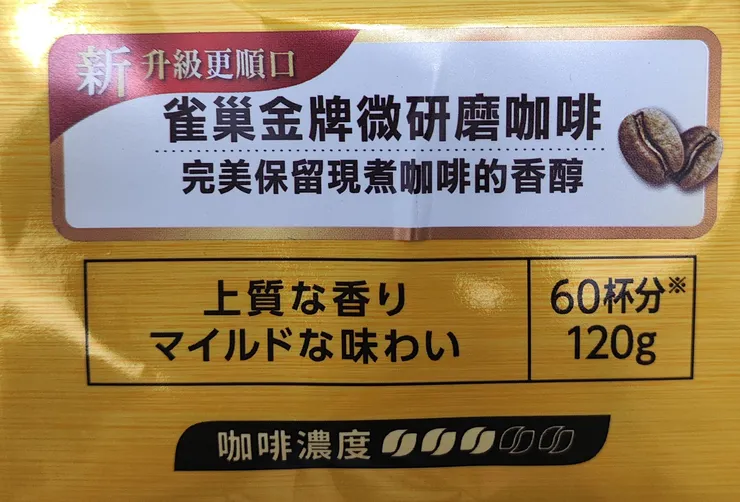 新 升級更順口
雀巢金牌微研磨咖啡
完美保留現煮咖啡的香醇
上質な香り
マイルドな味わい
60杯分※
120g
咖啡濃度